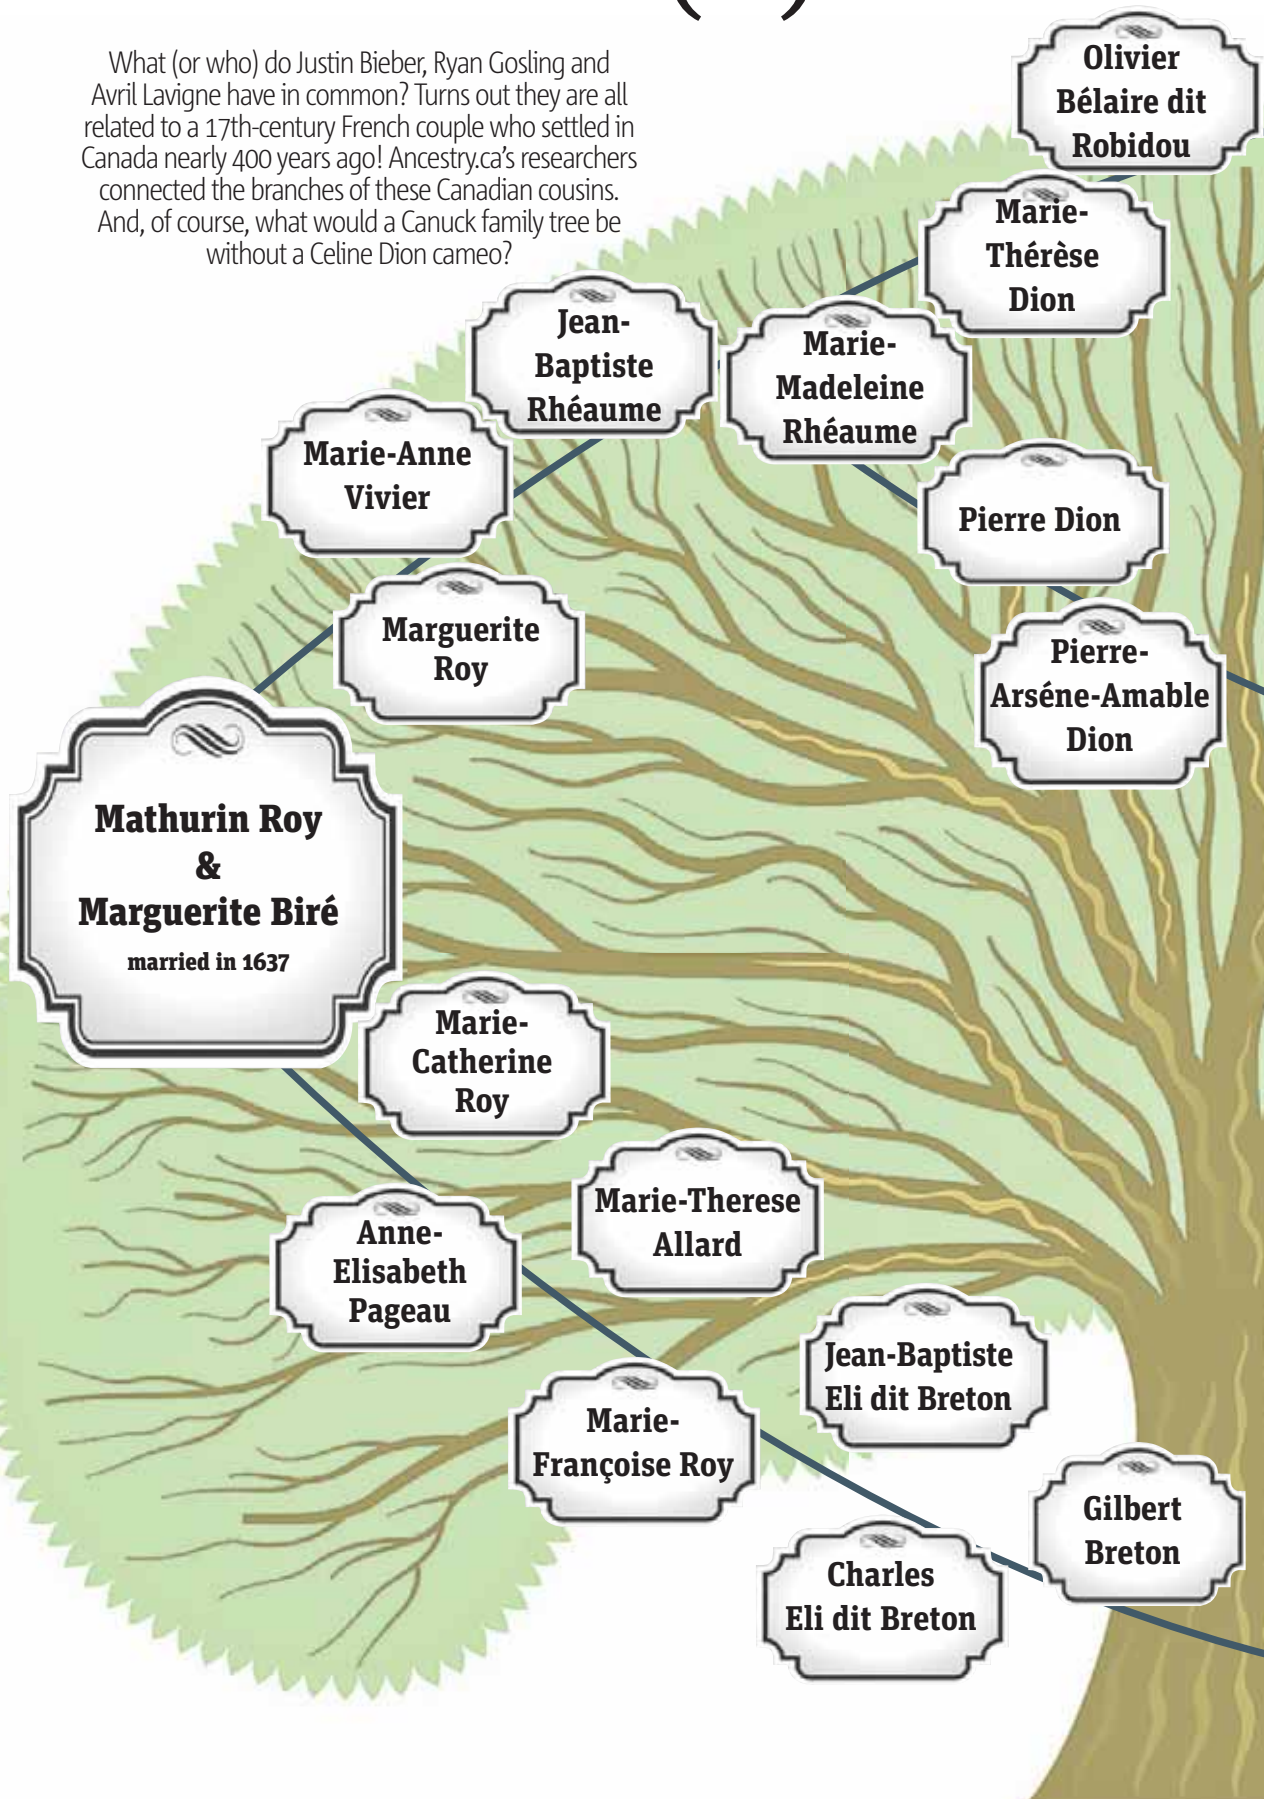 What (or who) do Justin Bieber, Ryan Gosling and
Avril Lavigne have in common? Turns out they are all
related to a 17th-century French couple who settled in
Canada nearly 400 years ago! Ancestry.ca's researchers
connected the branches of these Canadian cousins.
And, of course, what would a Canuck family tree be
without a Celine Dion cameo?
Olivier
Bélaire dit
Robidou
Marie-
Thérèse
Dion
Jean-
Baptiste
Rhéaume
Marie-
Madeleine
Rhéaume
Marie-Anne
Vivier
Pierre Dion
Marguerite
Roy
Pierre-
Arséne-Amable
Dion
Mathurin Roy
&
Marguerite Biré
married in 1637
Marie-
Catherine
Roy
Marie-Therese
Allard
Anne-
Elisabeth
Pageau
Jean-Baptiste
Eli dit Breton
Marie-
Françoise Roy
Gilbert
Breton
Charles
Eli dit Breton